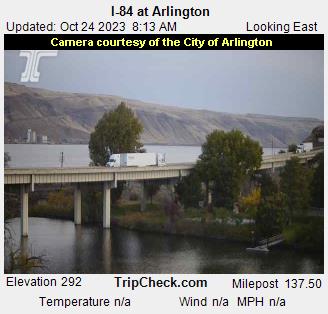 I-84 at Arlington
Updated: Oct 24 2023 8:13 AM Looking East
Camera courtesy of the City of Arlington
Elevation 292 TripCheck.com Milepost 137.50
Temperature n/a Wind n/a MPH n/a